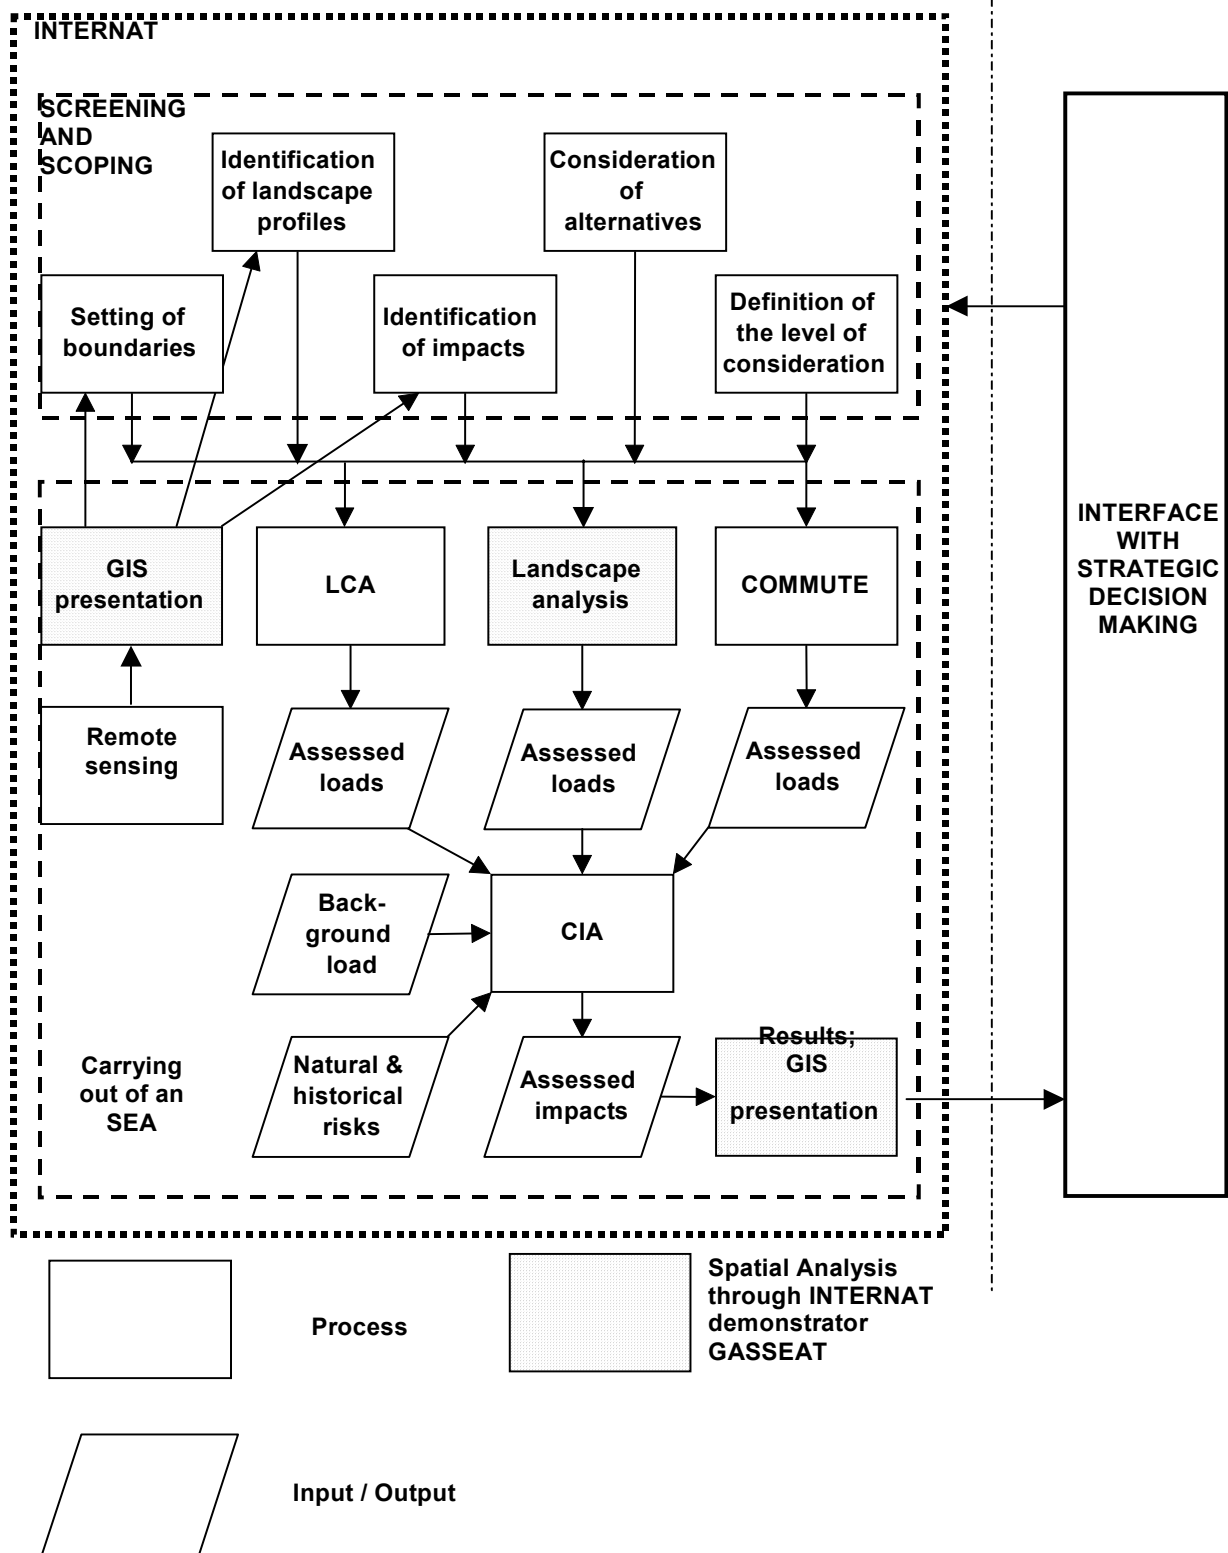 INTERNAT
SCREENING
AND
SCOPING
Identification
of landscape
profiles
Consideration
of
alternatives
Setting of
boundaries
Identification
of impacts
Definition of
the level of
consideration
GIS
presentation
LCA
Landscape
analysis
COMMUTE
INTERFACE
WITH
STRATEGIC
DECISION
MAKING
Remote
sensing
Assessed
loads
Assessed
loads
Assessed
loads
Back-
ground
load
CIA
Carrying
out of an
SEA
Natural &
historical
risks
Assessed
impacts
Results;
GIS
presentation
Process
Spatial Analysis
through INTERNAT
demonstrator
GASSEAT
Input / Output